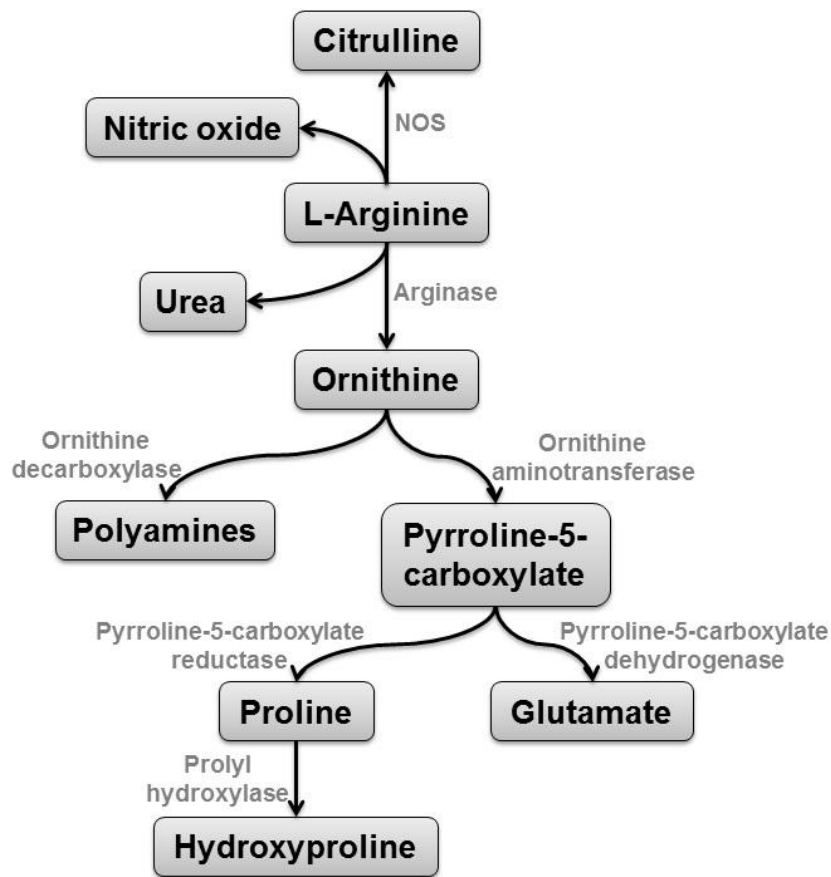 Citrulline
NOS
Nitric oxide
L-Arginine
Arginase
Urea
Ornithine
Ornithine
decarboxylase
Ornithine
aminotransferase
Polyamines
Pyrroline-5-
carboxylate
Pyrroline-5-carboxylate
reductase
Pyrroline-5-carboxylate
dehydrogenase
Proline
Glutamate
Prolyl
hydroxylase
Hydroxyproline